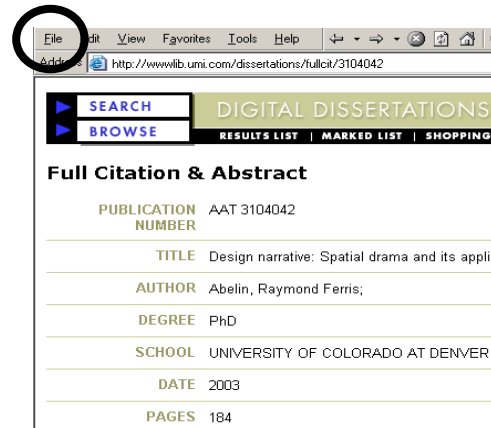 File Edit View Favorites Tools Help
Address http://wwwlib.umi.com/dissertations/fullcit/3104042
SEARCH
DIGITAL DISSERTATIONS
BROWSE
RESULTS LIST | MARKED LIST | SHOPPING
Full Citation & Abstract
PUBLICATION NUMBER AAT 3104042
TITLE Design narrative: Spatial drama and its appli
AUTHOR Abelin, Raymond Ferris;
DEGREE PhD
SCHOOL UNIVERSITY OF COLORADO AT DENVER
DATE 2003
PAGES 184